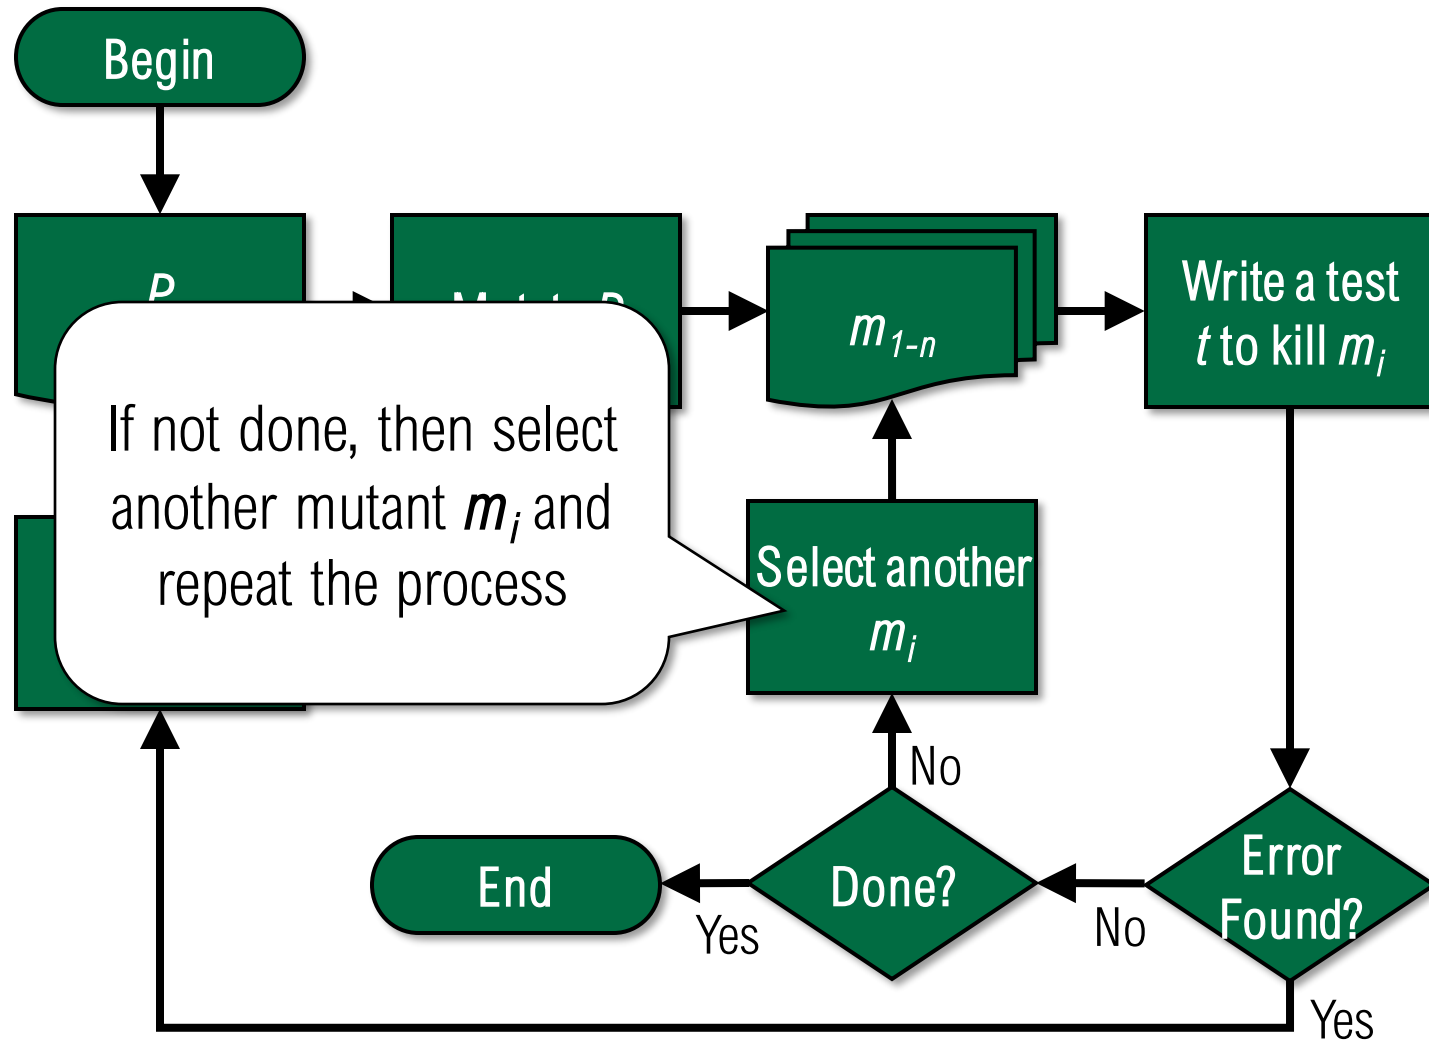 Begin
P
Mutate P
m1-n
Write a test
t to kill mi
If not done, then select
another mutant mi and
repeat the process
Select another
mi
No
End
Yes
Done?
No
Error
Found?
Yes